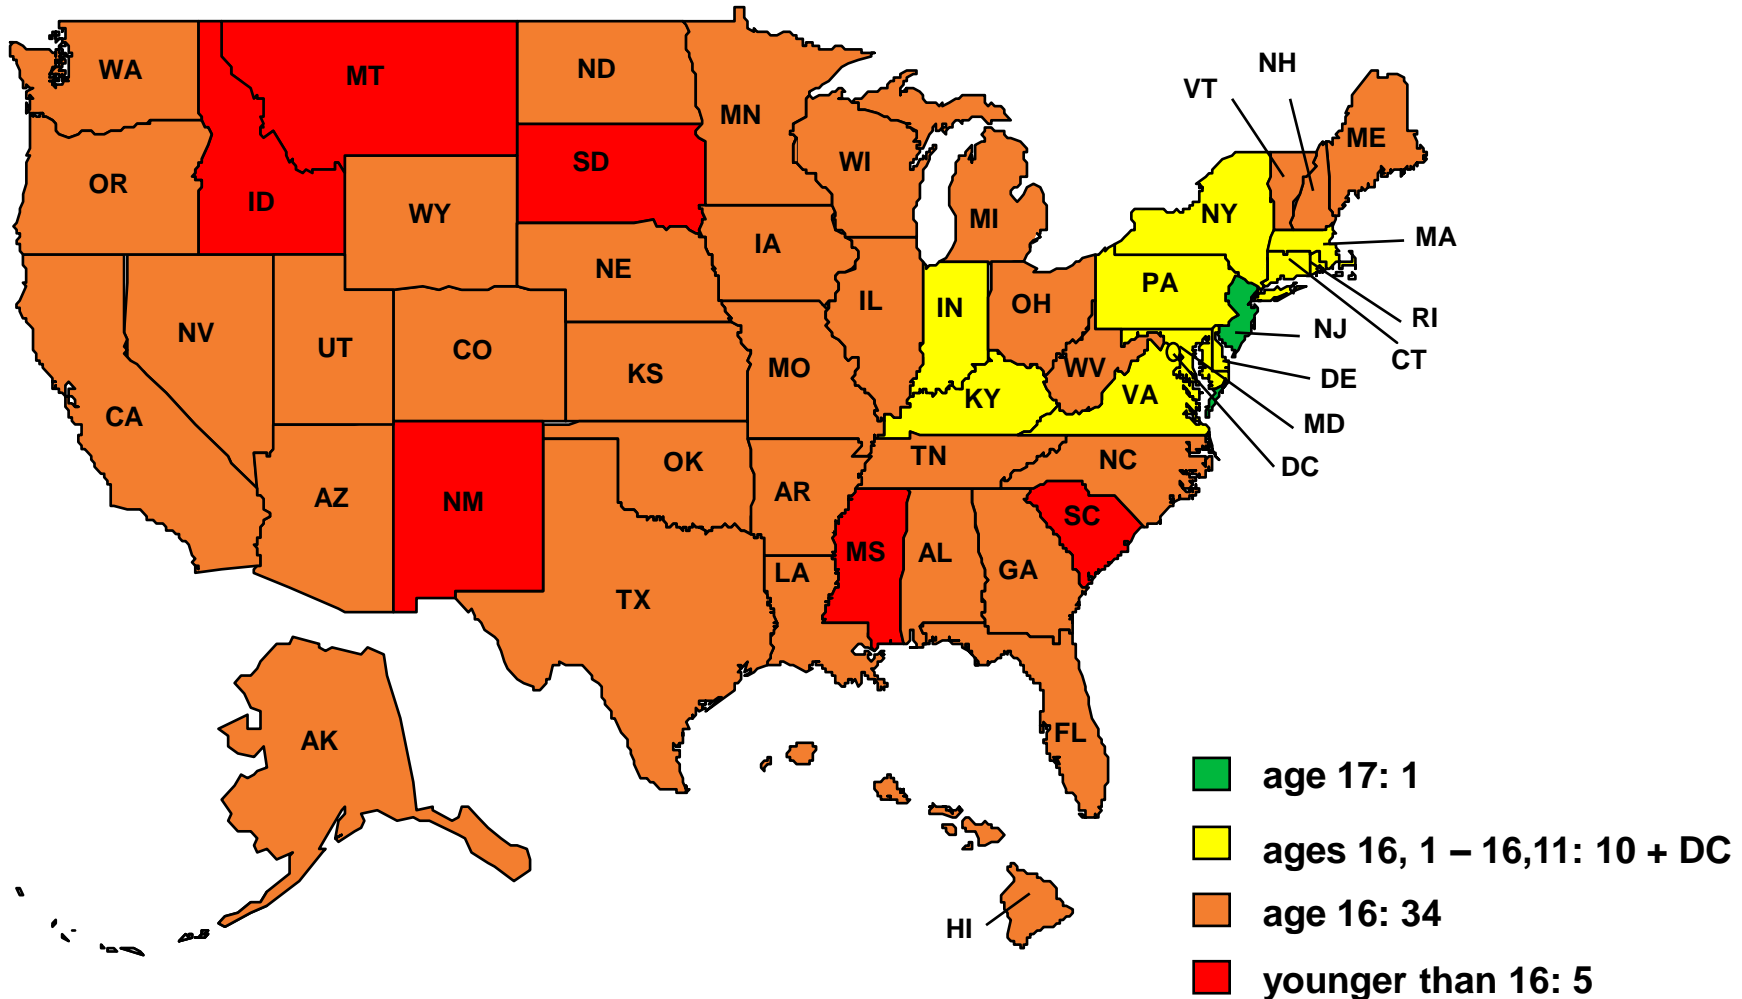 NH
VT
WA
MT
ND
MN
ME
WI
SD
OR
ID
WY
MI
NY
MA
IA
NE
PA
IL
IN
OH
RI
NV
NJ
UT
CO
CT
KS
MO
WV
DE
KY
VA
CA
MD
TN
NC
DC
OK
AR
AZ
NM
SC
MS
AL
GA
LA
TX
FL
AK
HI
age 17: 1
ages 16, 1 – 16,11: 10 + DC
age 16: 34
younger than 16: 5